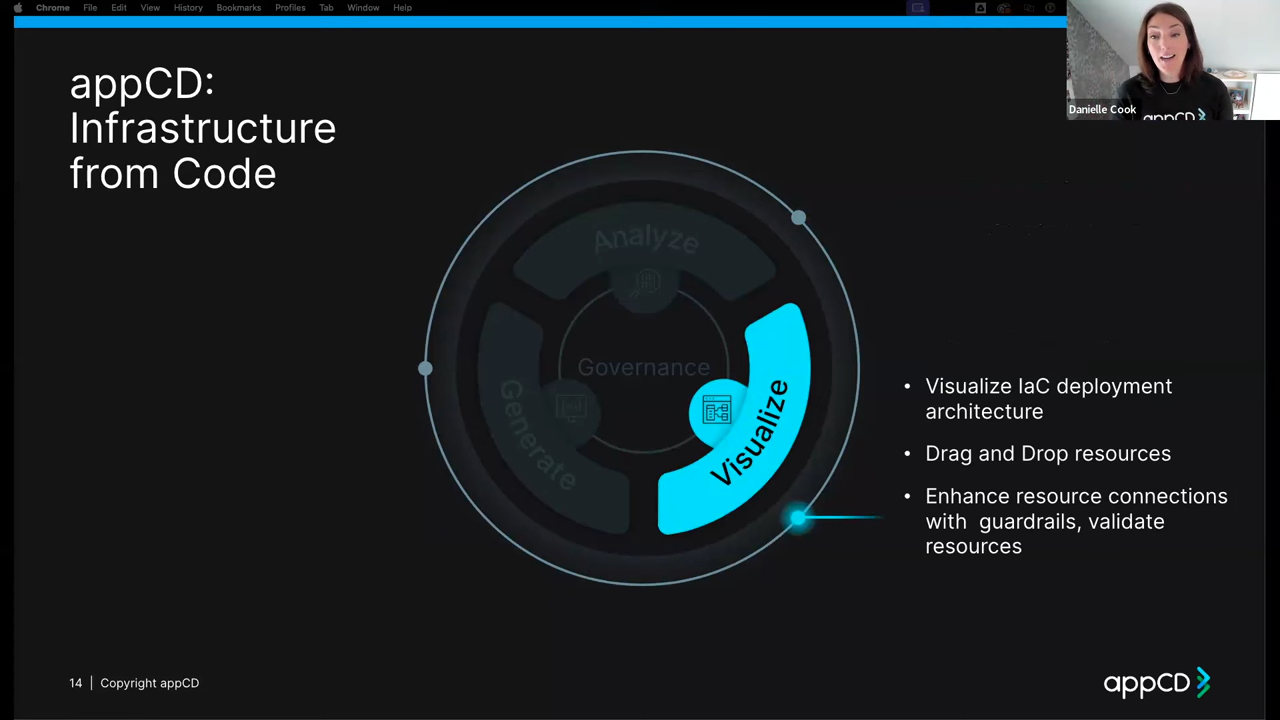 Chrome File Edit View History Bookmarks Profiles Tab Window Help
appCD:
Infrastructure
from Code
Danielle Cook
appCD
Analyze
Governance
Generate
Visualize
• Visualize IaC deployment
architecture
• Drag and Drop resources
• Enhance resource connections
with guardrails, validate
resources
14 | Copyright appCD
appCD